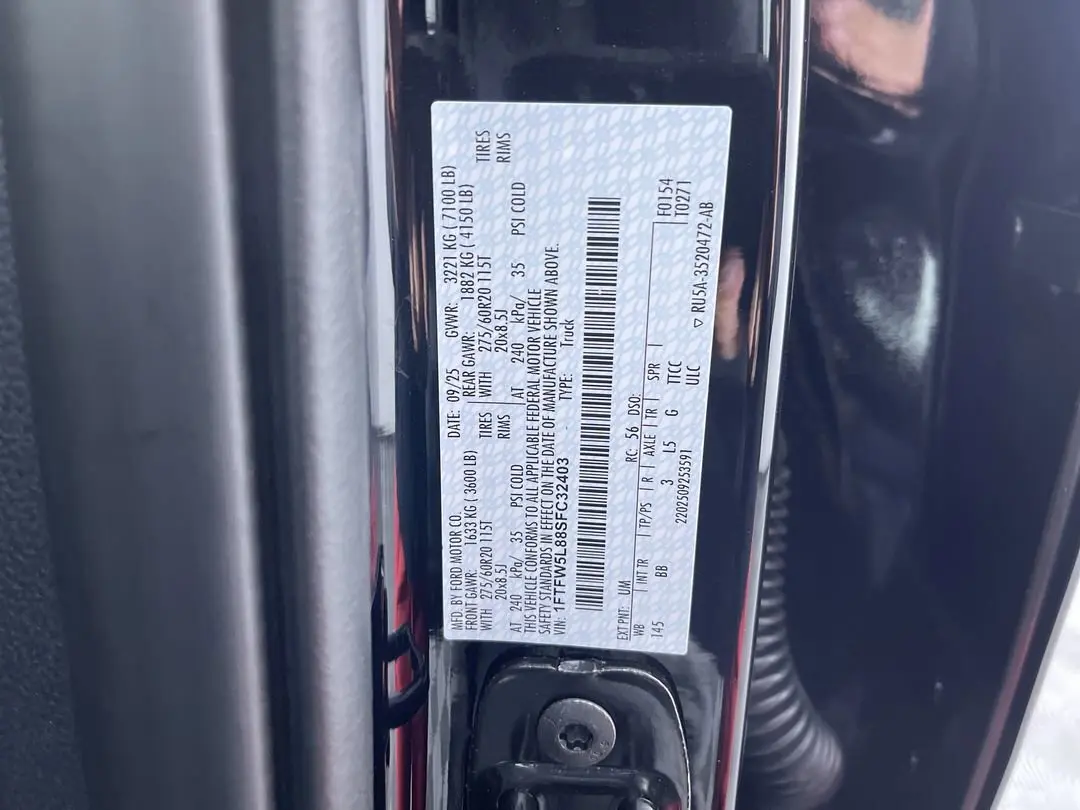 MFD. BY FORD MOTOR CO.
DATE: 09/25 GVWR: 3221 KG ( 7100 LB)
FRONT GAWR: 1633 KG ( 3600 LB) REAR GAWR: 1882 KG ( 4150 LB)
WITH 275/60R20 115T TIRES WITH 275/60R20 115T TIRES
20x8.5J RIMS 20x8.5J RIMS
AT 240 kPa/ 35 PSI COLD AT 240 kPa/ 35 PSI COLD
THIS VEHICLE CONFORMS TO ALL APPLICABLE FEDERAL MOTOR VEHICLE
SAFETY STANDARDS IN EFFECT ON THE DATE OF MANUFACTURE SHOWN ABOVE.
VIN: 1FTFW5L88SFC32403 TYPE: Truck
EXT PNT: UM RC: 56 DSO: F0154
WB INT TR TP/PS R AXLE TR SPR T0271
145 BB 3 L5 G TTCC
ULC
2202509253591 ▽ RU5A-3520472-AB